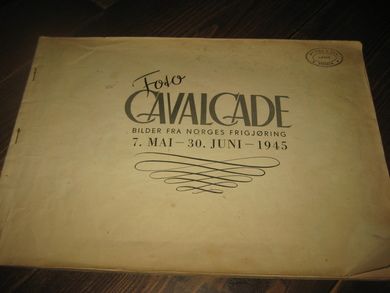 Foto
CAVALCADE
BILDER FRA NORGES FRIGJØRING
7. MAI — 30. JUNI — 1945